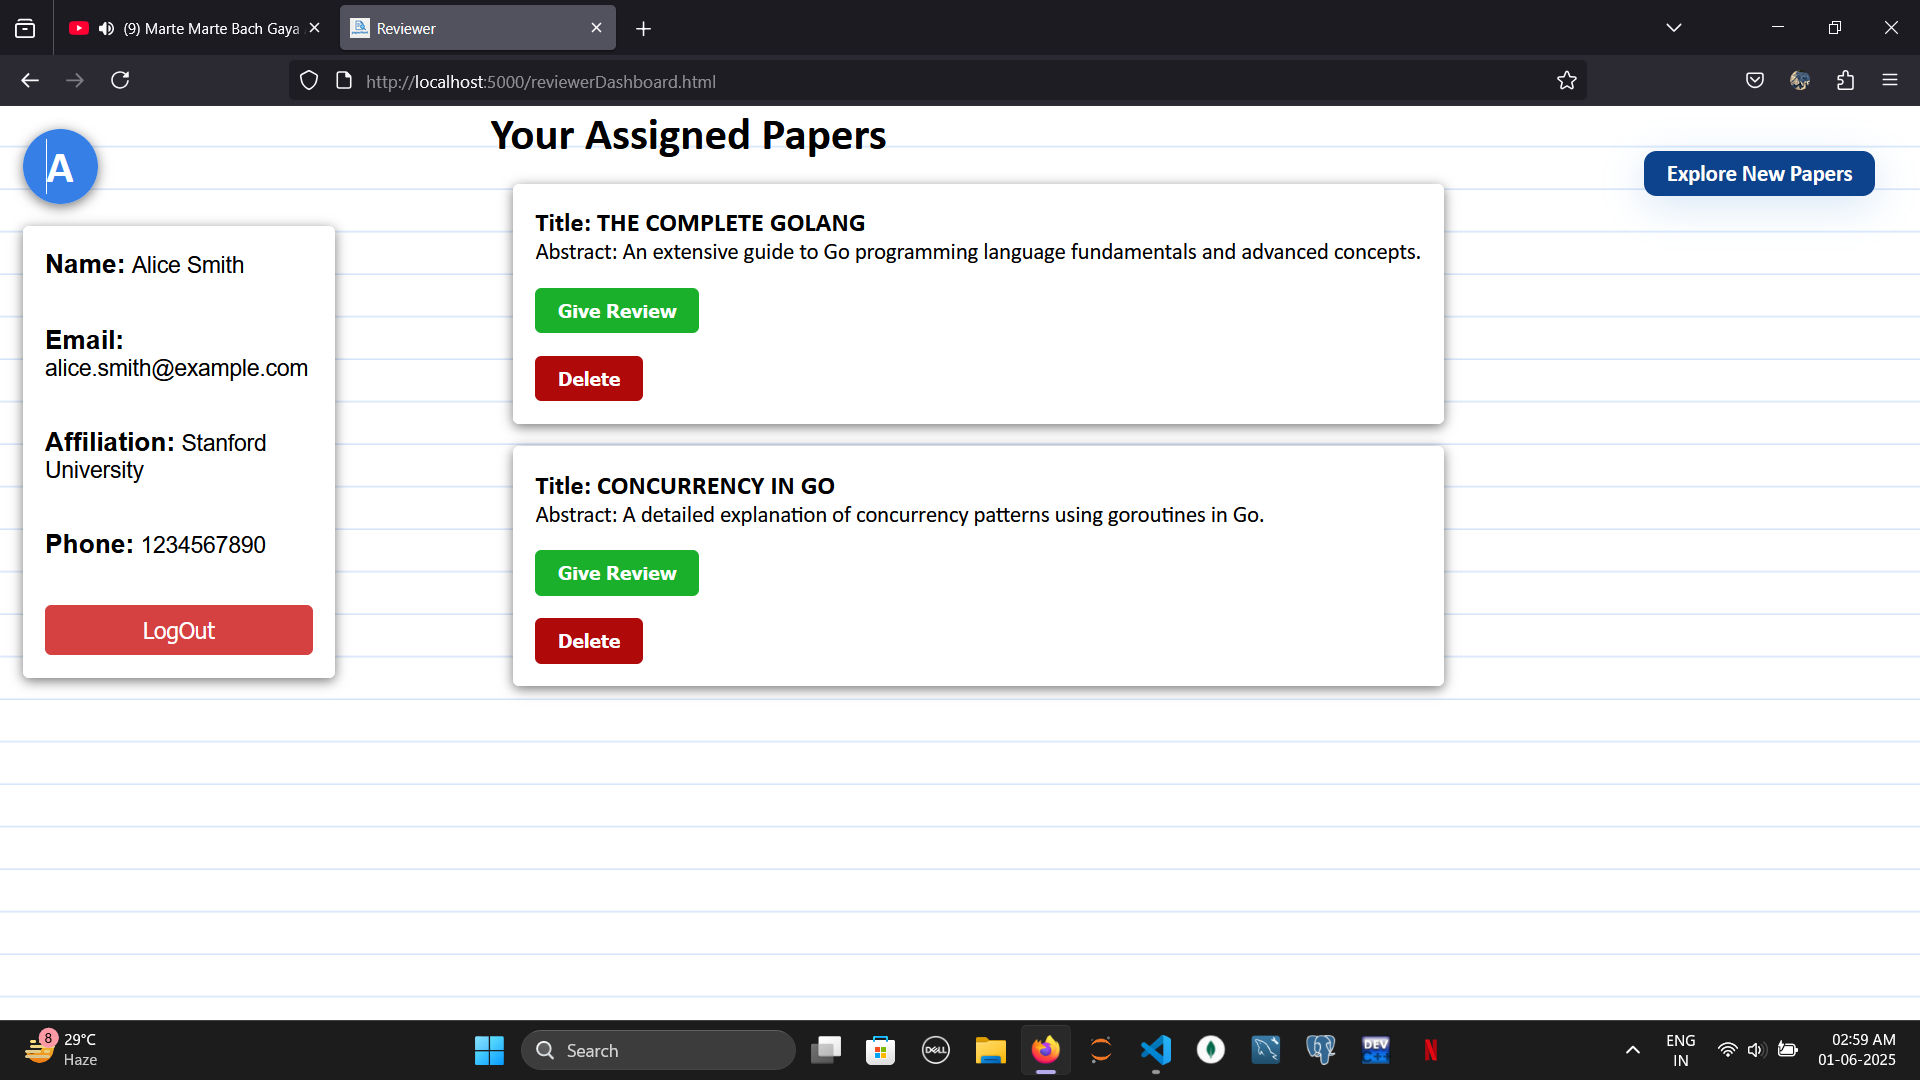 (9) Marte Marte Bach Gaya
Reviewer
http://localhost:5000/reviewerDashboard.html
A
Your Assigned Papers
Explore New Papers
Name: Alice Smith
Email:
alice.smith@example.com
Affiliation: Stanford
University
Phone: 1234567890
LogOut
Title: THE COMPLETE GOLANG
Abstract: An extensive guide to Go programming language fundamentals and advanced concepts.
Give Review
Delete
Title: CONCURRENCY IN GO
Abstract: A detailed explanation of concurrency patterns using goroutines in Go.
Give Review
Delete
8
29°C
Haze
Search
DELL
DEV
C++
N
ENG
IN
02:59 AM
01-06-2025